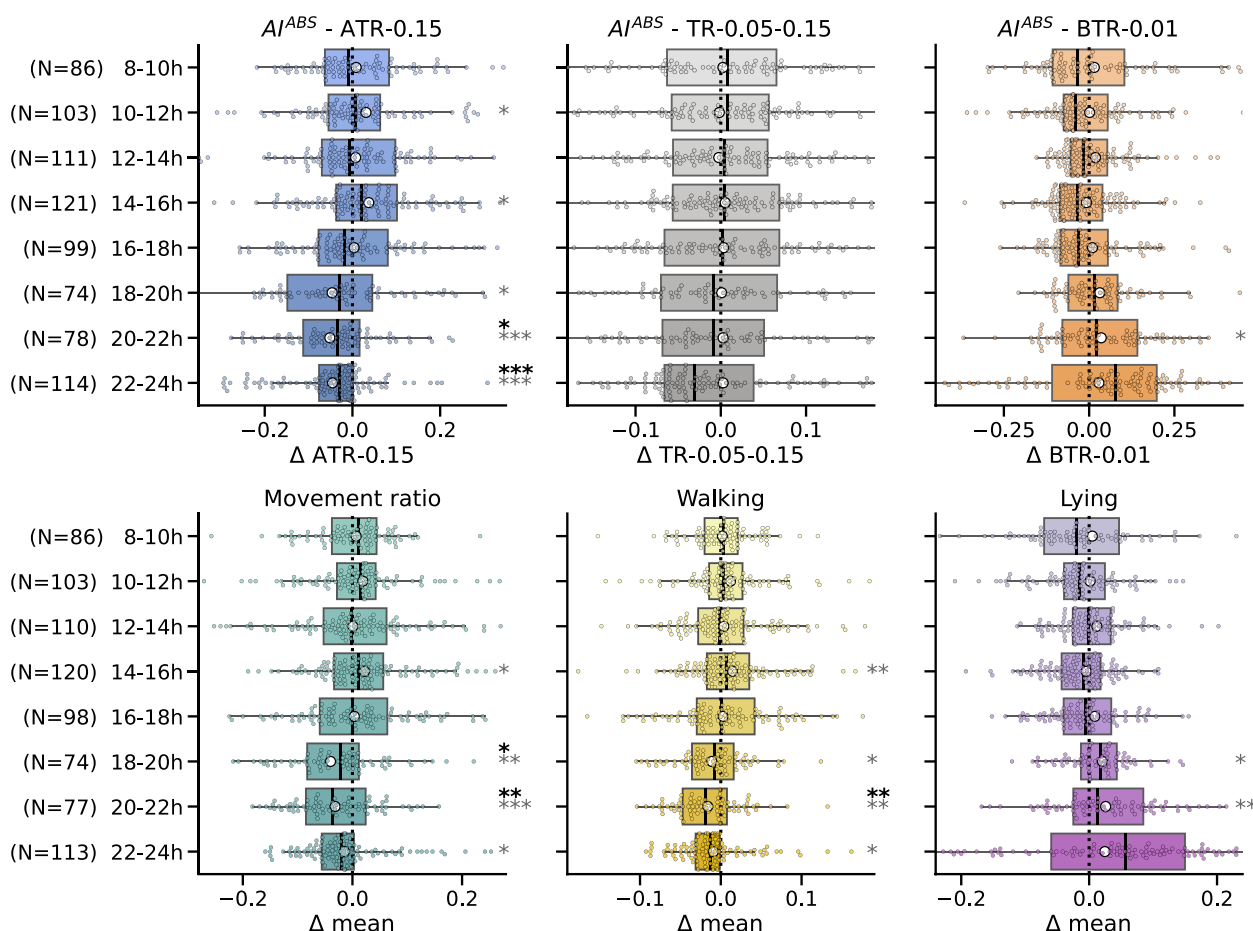 AI^ABS - ATR-0.15
AI^ABS - TR-0.05-0.15
AI^ABS - BTR-0.01
(N=86) 8-10h
(N=103) 10-12h *
(N=111) 12-14h
(N=121) 14-16h *
(N=99) 16-18h
(N=74) 18-20h *
*
(N=78) 20-22h *** *
***
(N=114) 22-24h ***
−0.2 0.0 0.2
−0.1 0.0 0.1
−0.25 0.00 0.25
Δ ATR-0.15
Δ TR-0.05-0.15
Δ BTR-0.01
Movement ratio
Walking
Lying
(N=86) 8-10h
(N=103) 10-12h
(N=110) 12-14h
(N=120) 14-16h * **
(N=98) 16-18h
*
(N=74) 18-20h ** * *
** **
(N=77) 20-22h *** ** **
(N=113) 22-24h * *
−0.2 0.0 0.2
−0.1 0.0 0.1
−0.2 0.0 0.2
Δ mean
Δ mean
Δ mean